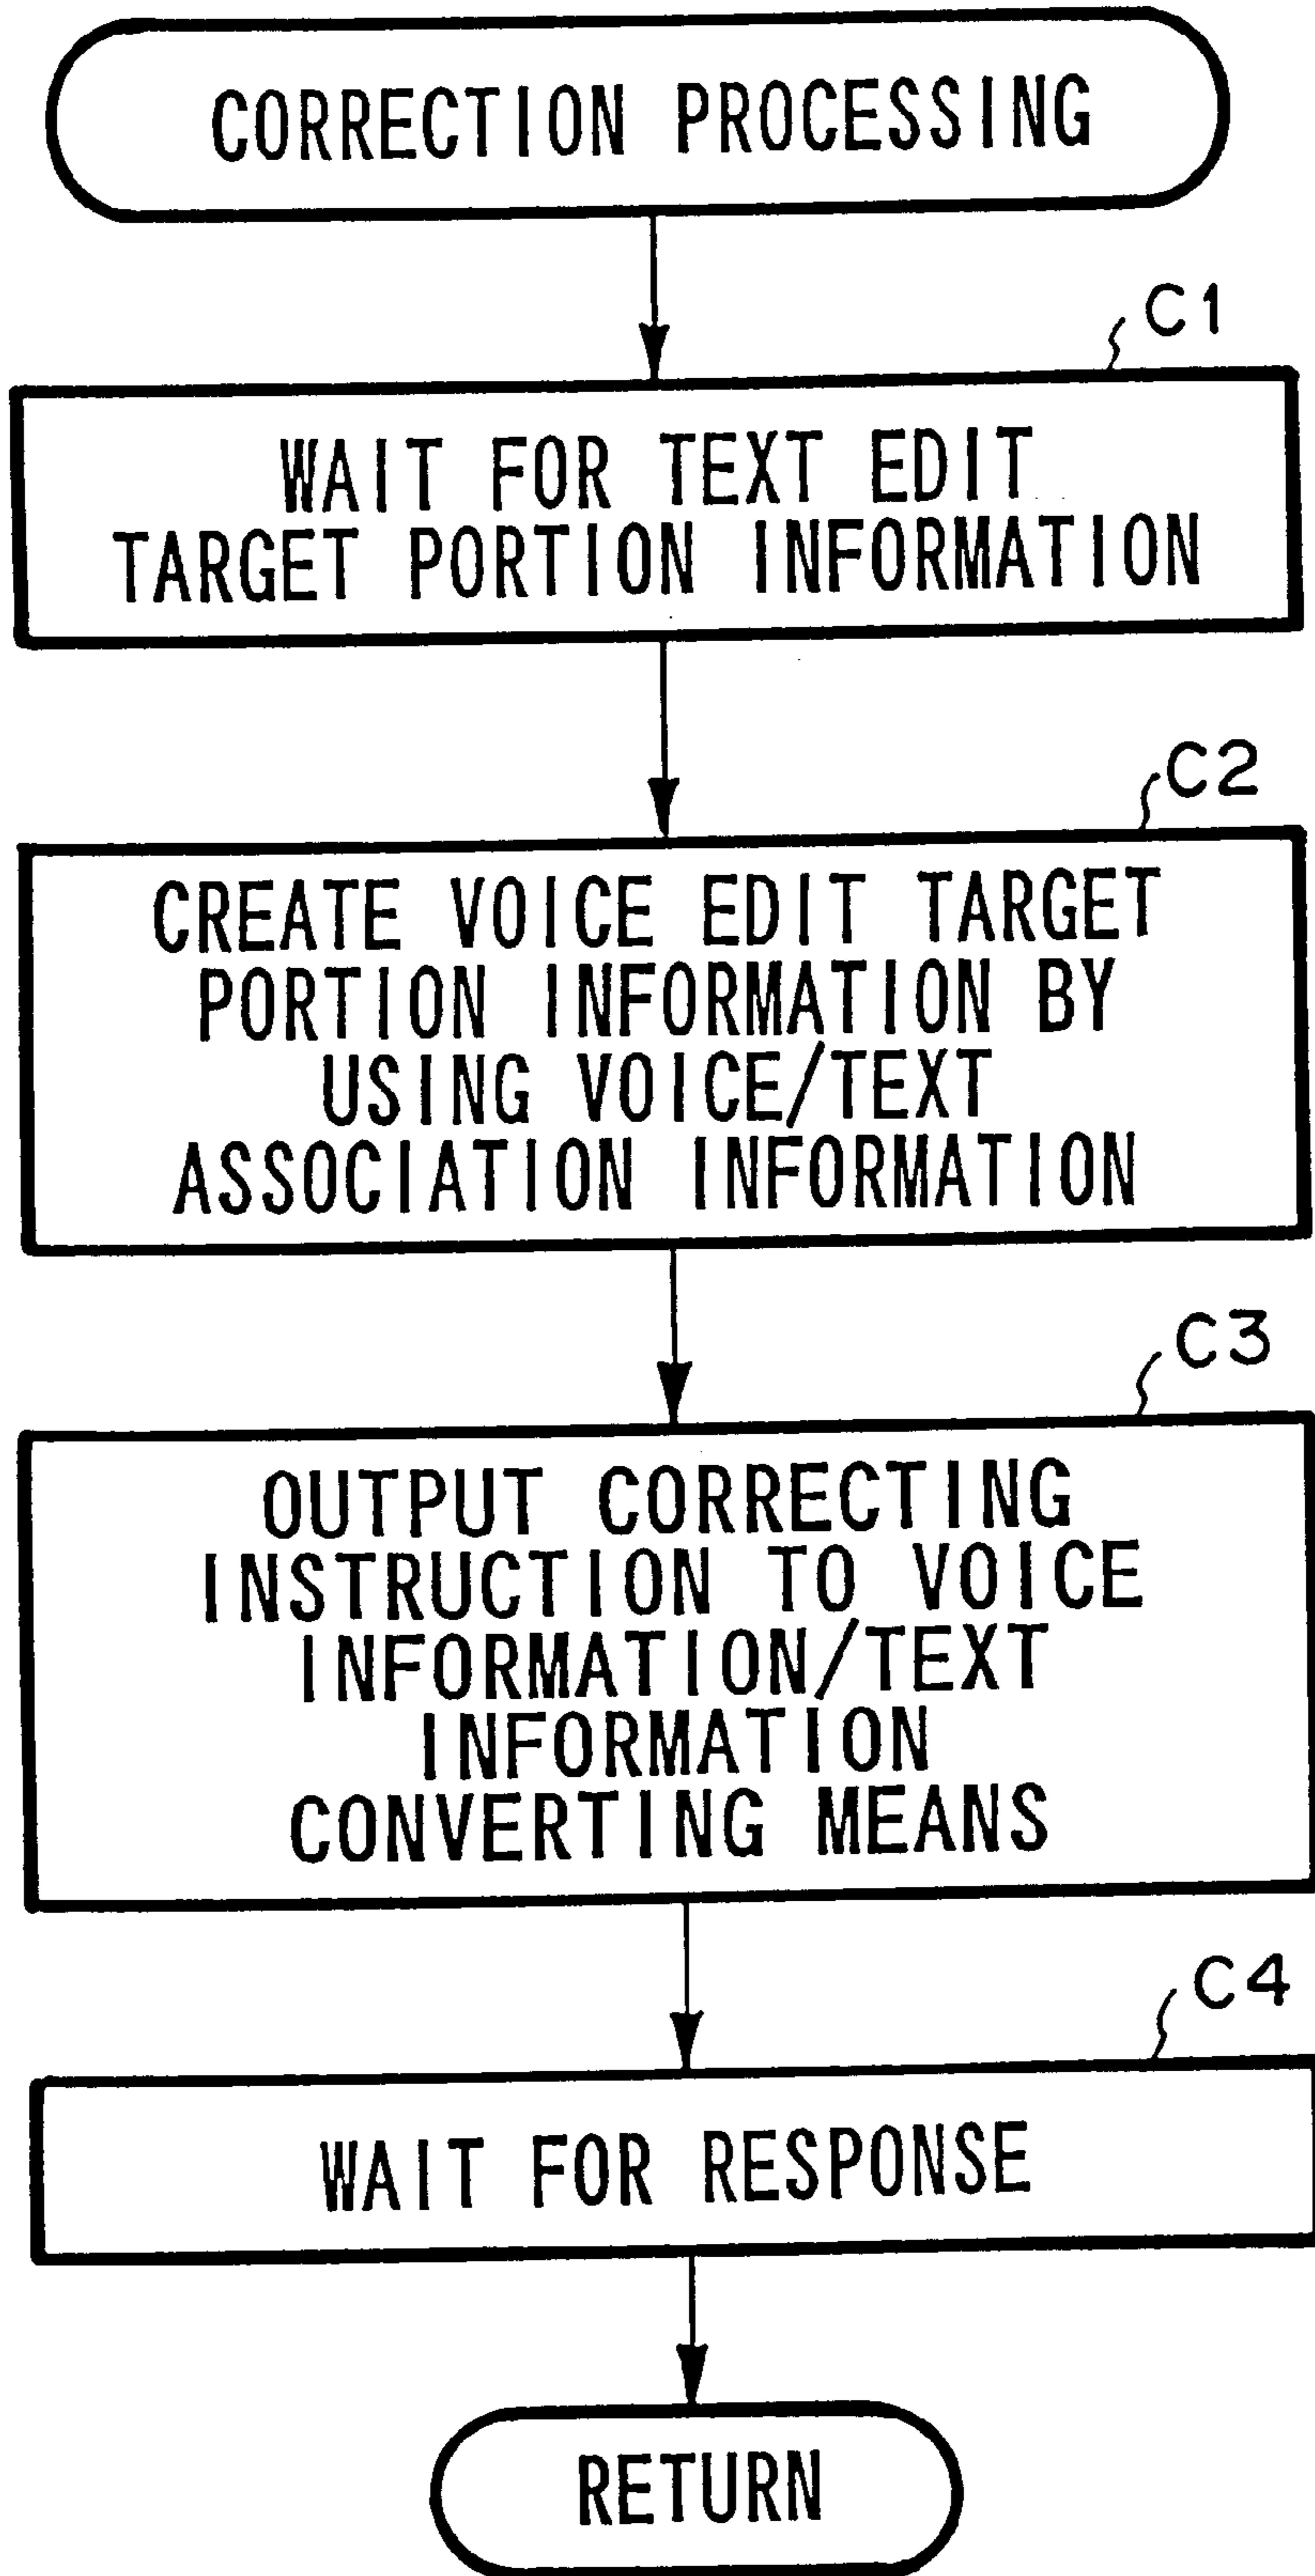 CORRECTION PROCESSING
C1
WAIT FOR TEXT EDIT
TARGET PORTION INFORMATION
C2
CREATE VOICE EDIT TARGET
PORTION INFORMATION BY
USING VOICE/TEXT
ASSOCIATION INFORMATION
C3
OUTPUT CORRECTING
INSTRUCTION TO VOICE
INFORMATION/TEXT
INFORMATION
CONVERTING MEANS
C4
WAIT FOR RESPONSE
RETURN